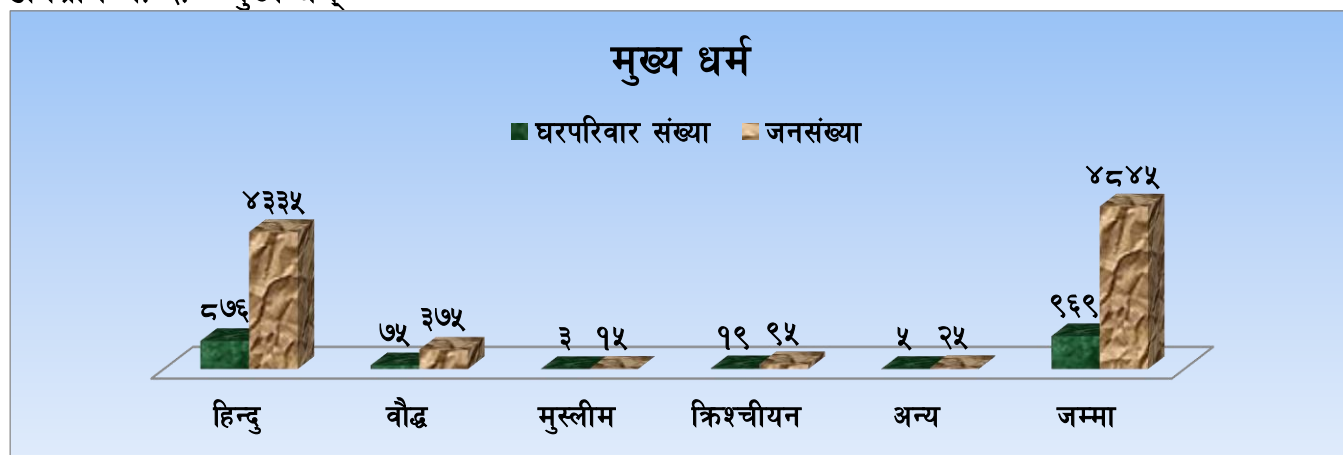 मुख्य धर्म
घरपरिवार संख्या जनसंख्या
८७६ ४३३५ ७५ ३७५ ३ १५ १९ ९५ ५ २५ ९६९ ४८४५
हिन्दु वौद्ध मुस्लीम क्रिश्चीयन अन्य जम्मा